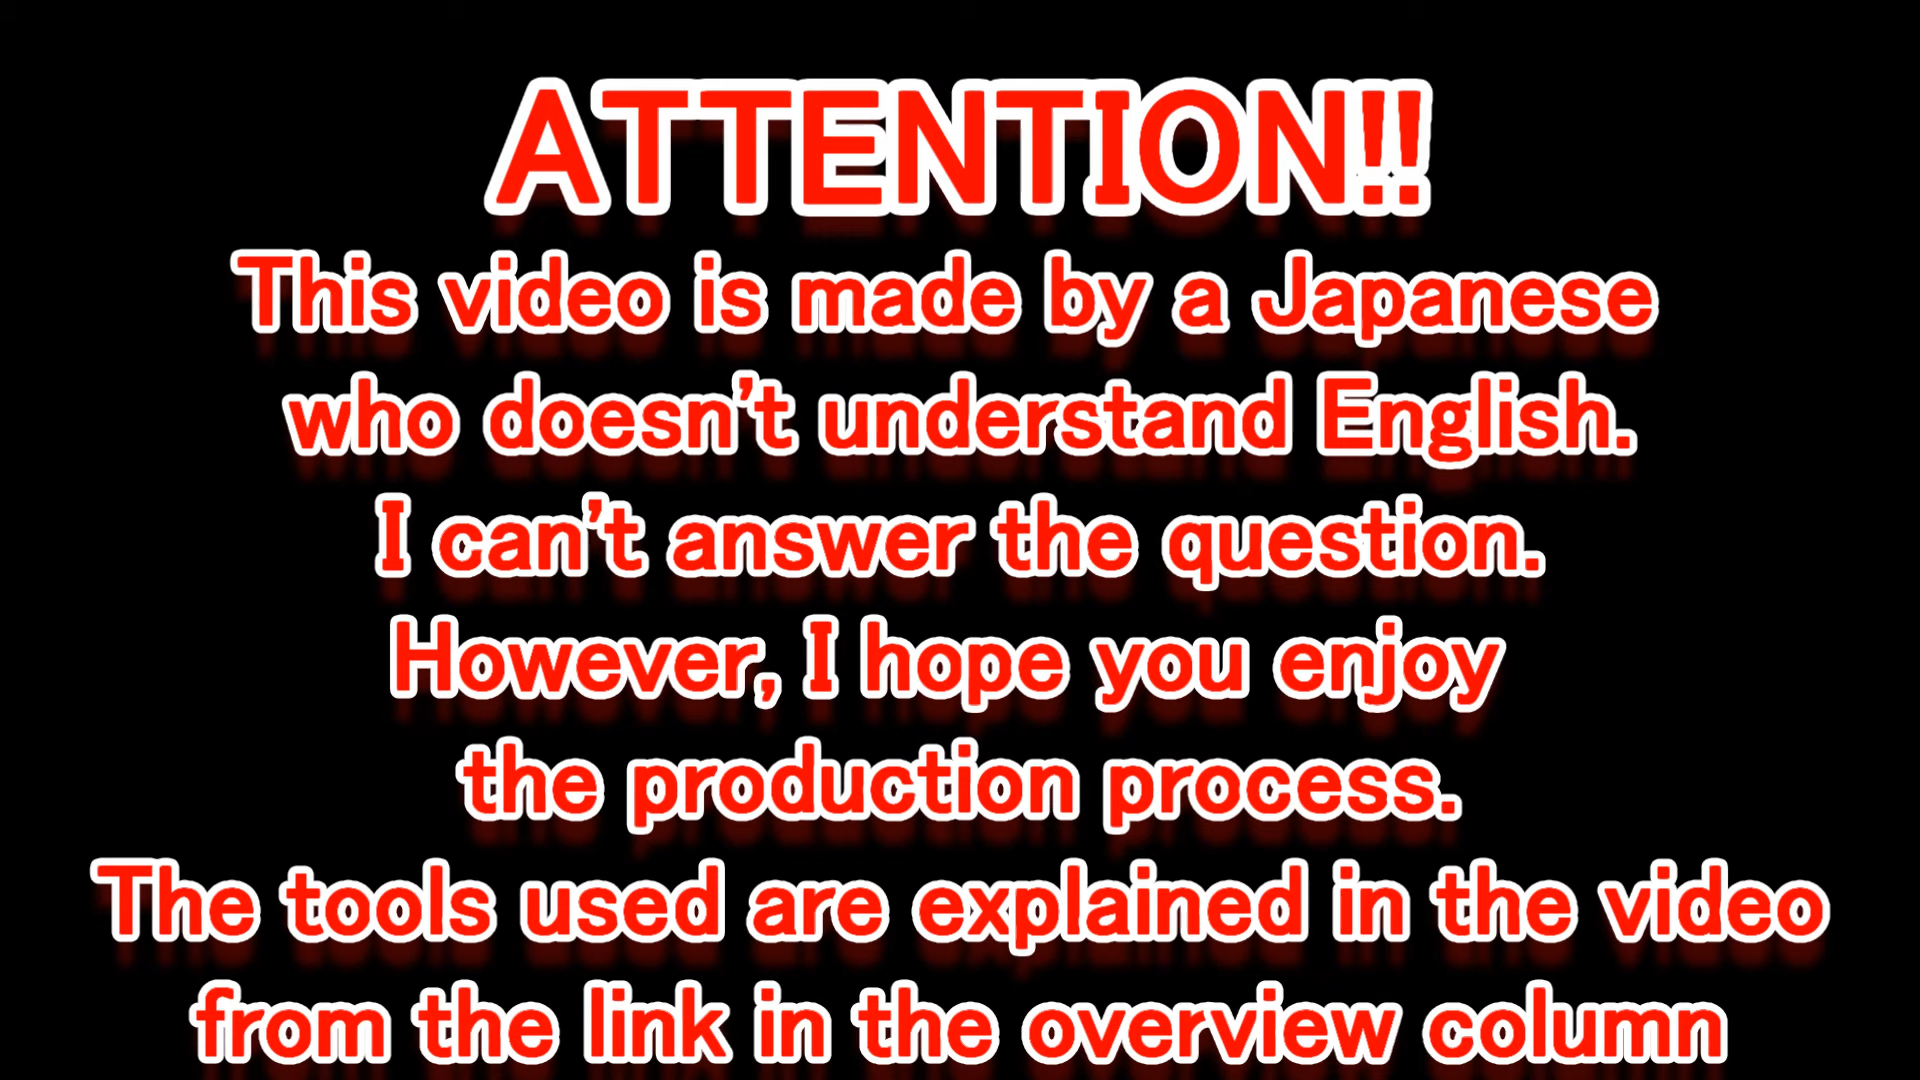 ATTENTION!!
This video is made by a Japanese
who doesn't understand English.
I can't answer the question.
However, I hope you enjoy
the production process.
The tools used are explained in the video
from the link in the overview column